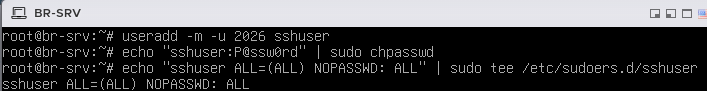 BR-SRV
root@br-srv:~# useradd -m -u 2026 sshuser
root@br-srv:~# echo "sshuser:P@ssw0rd" | sudo chpasswd
root@br-srv:~# echo "sshuser ALL=(ALL) NOPASSWD: ALL" | sudo tee /etc/sudoers.d/sshuser
sshuser ALL=(ALL) NOPASSWD: ALL